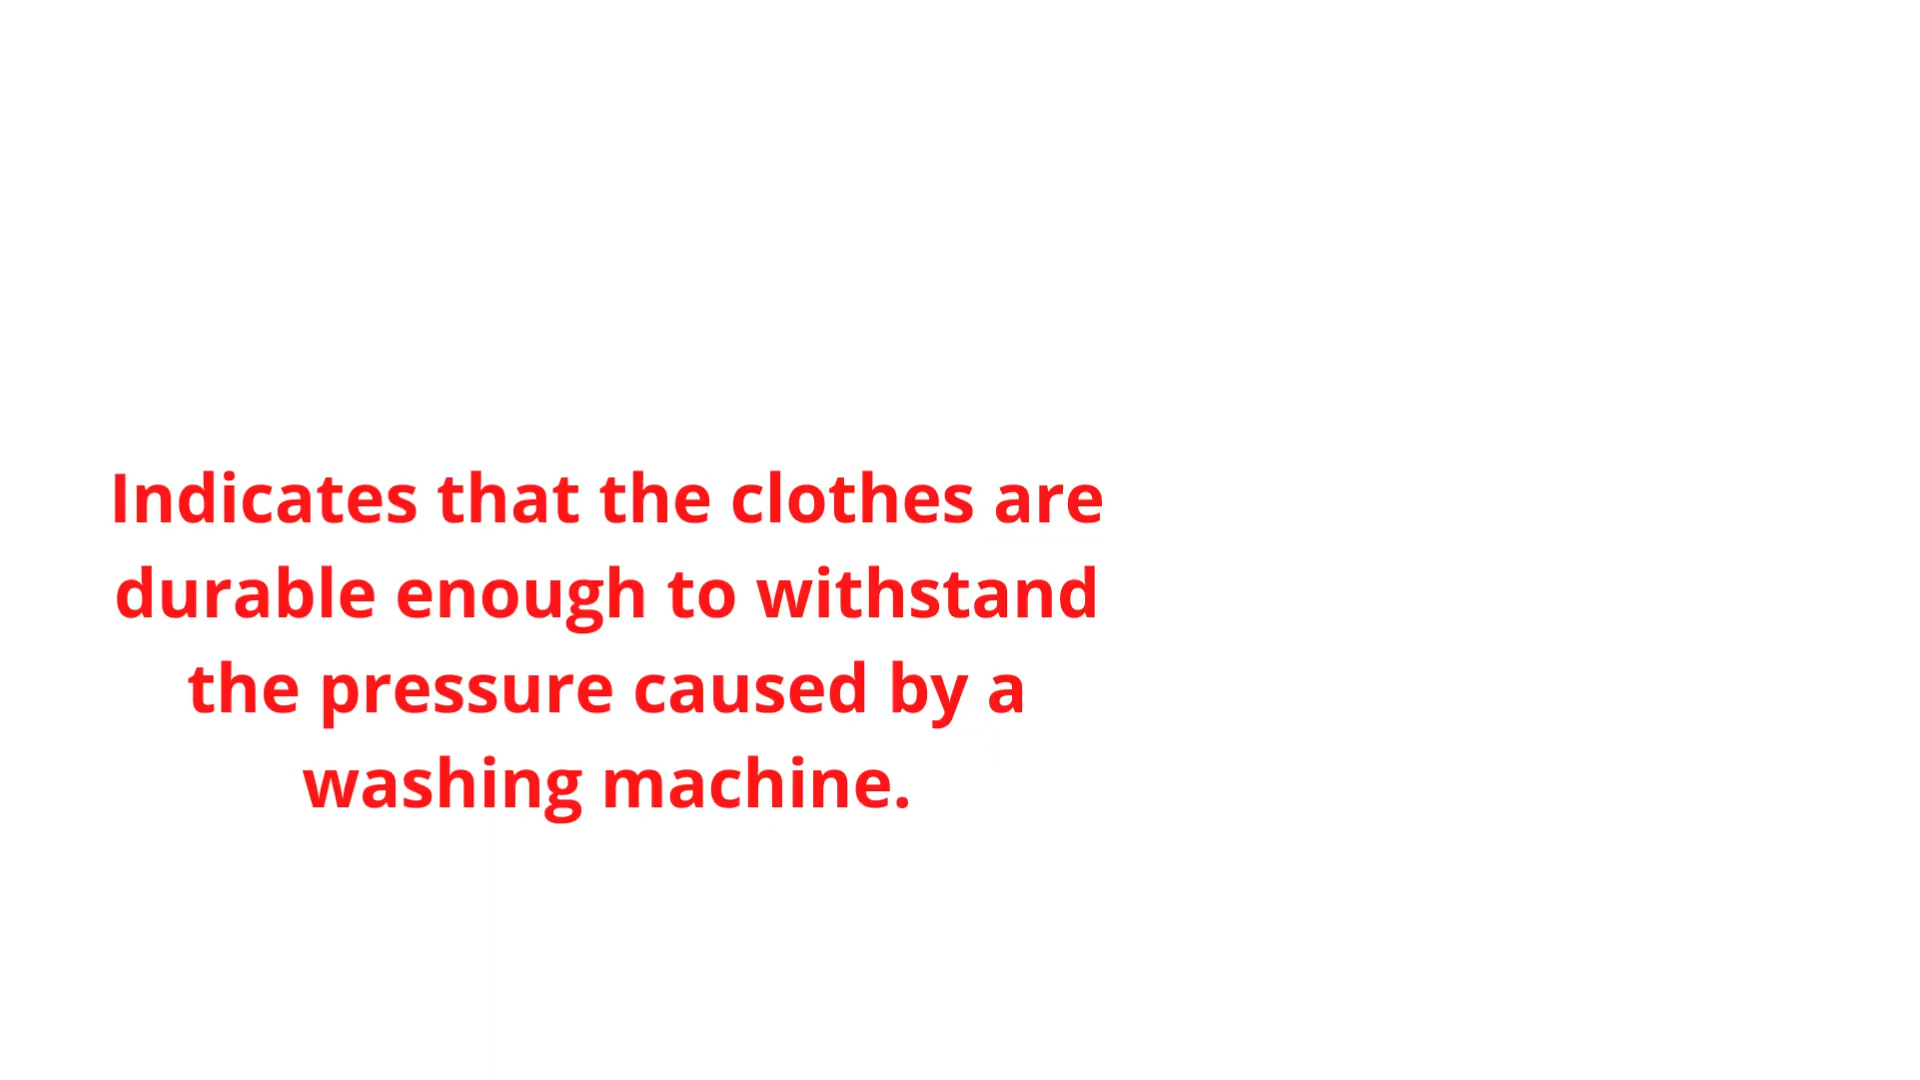 Indicates that the clothes are
durable enough to withstand
the pressure caused by a
washing machine.